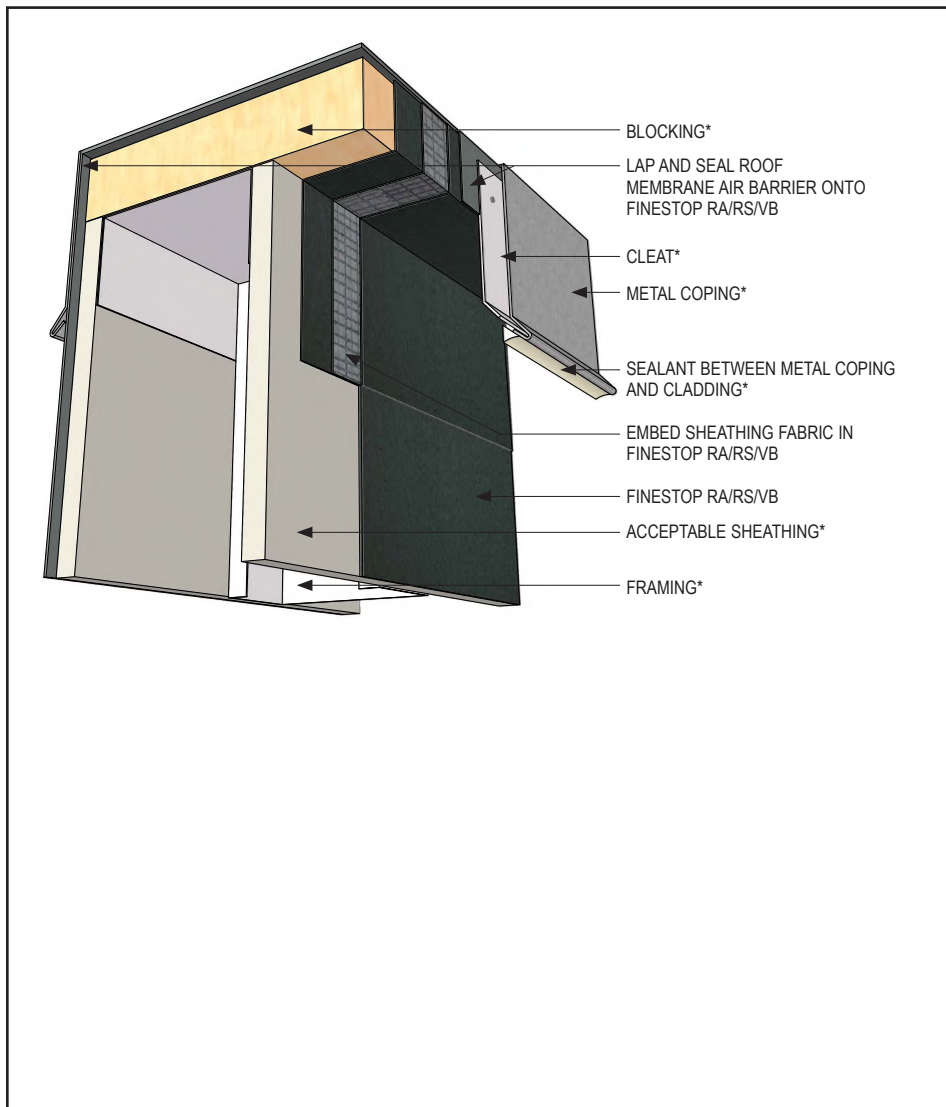 BLOCKING*
LAP AND SEAL ROOF
MEMBRANE AIR BARRIER ONTO
FINESTOP RA/RS/VB
CLEAT*
METAL COPING*
SEALANT BETWEEN METAL COPING
AND CLADDING*
EMBED SHEATHING FABRIC IN
FINESTOP RA/RS/VB
FINESTOP RA/RS/VB
ACCEPTABLE SHEATHING*
FRAMING*